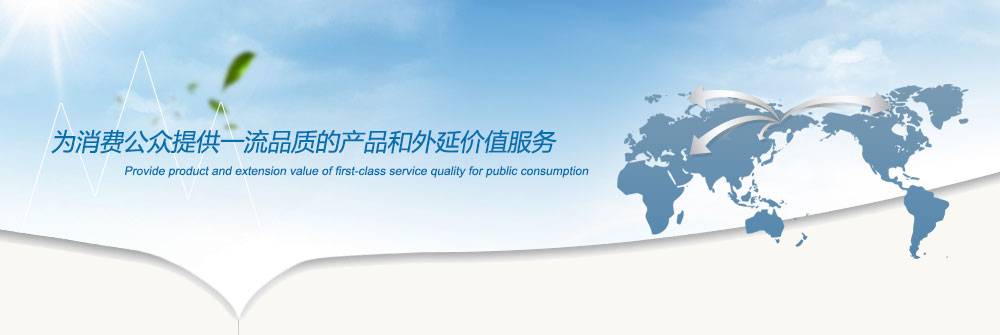 为消费公众提供一流品质的产品和外延价值服务
Provide product and extension value of first-class service quality for public consumption